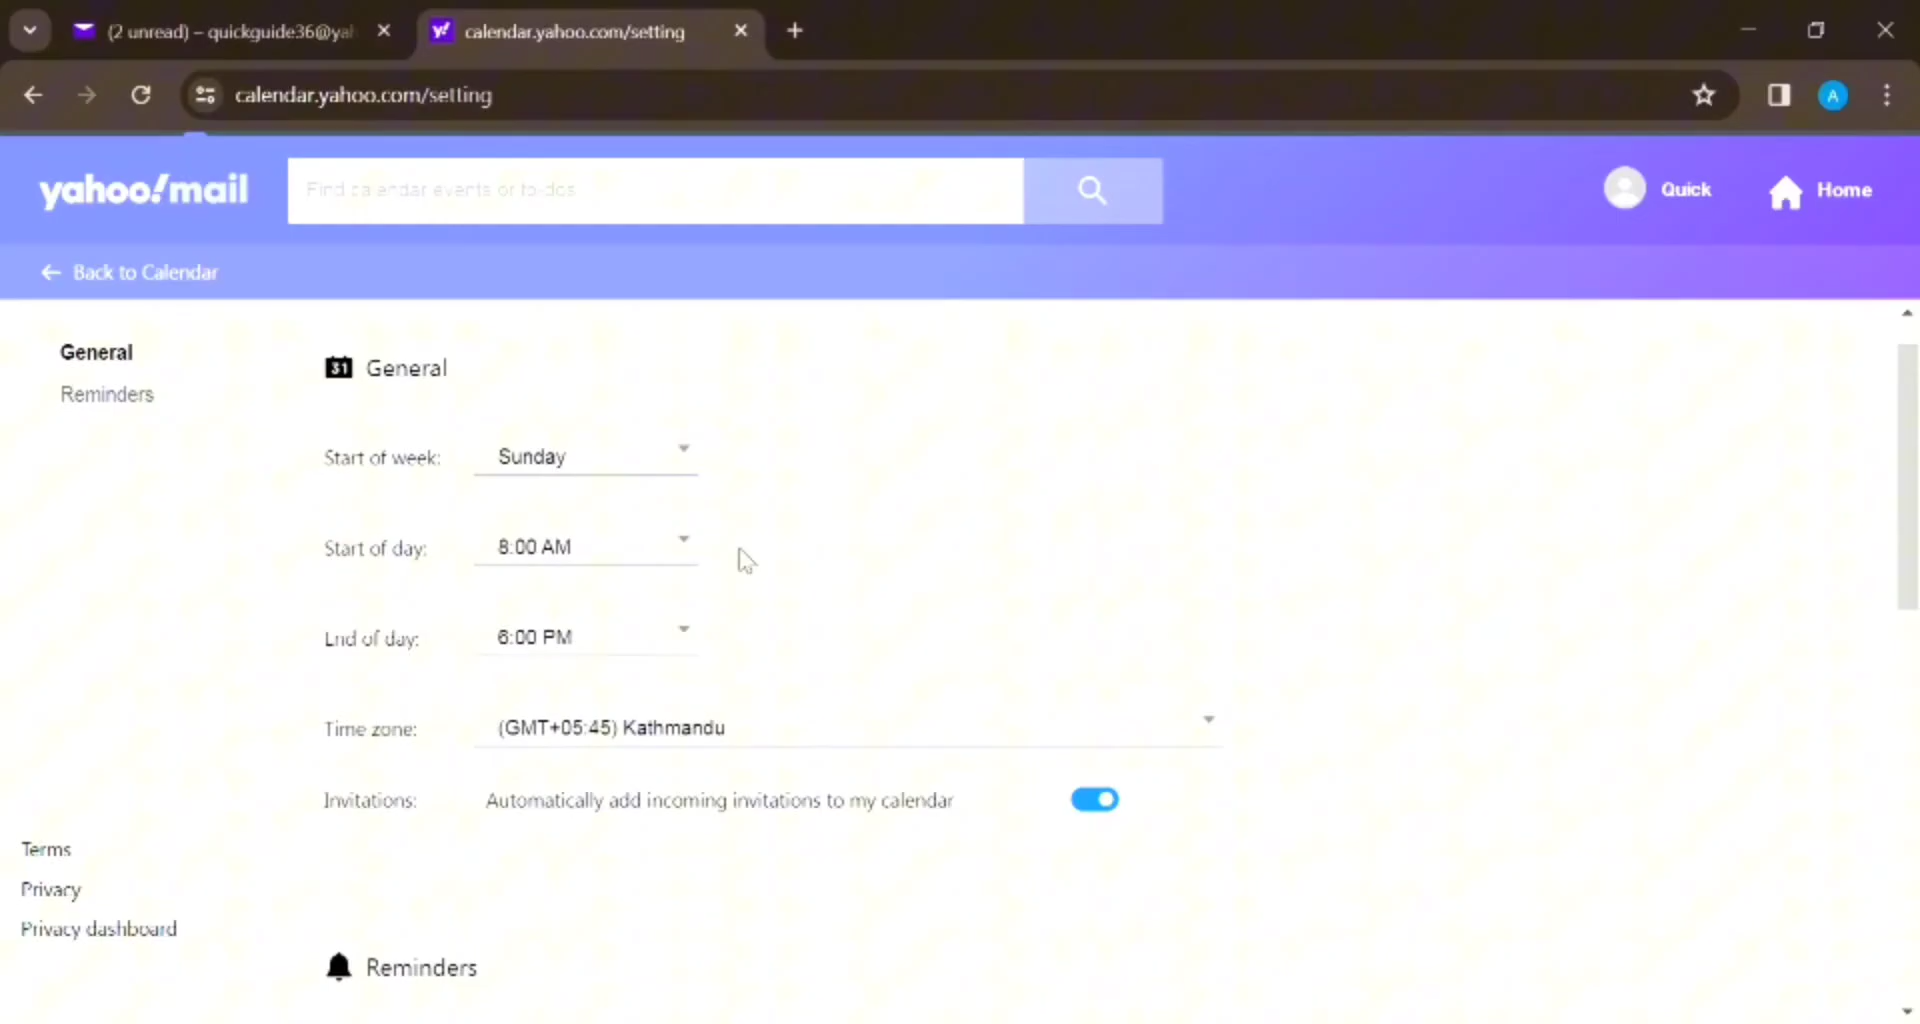 (2 unread) – quickguide36@yal
calendar.yahoo.com/setting
calendar.yahoo.com/setting
A
yahoo!mail
Find calendar events or to-dos
Quick
Home
Back to Calendar
General
Reminders
31 General
Start of week: Sunday
Start of day: 8:00 AM
End of day: 6:00 PM
Time zone: (GMT+05:45) Kathmandu
Invitations: Automatically add incoming invitations to my calendar
Terms
Privacy
Privacy dashboard
Reminders